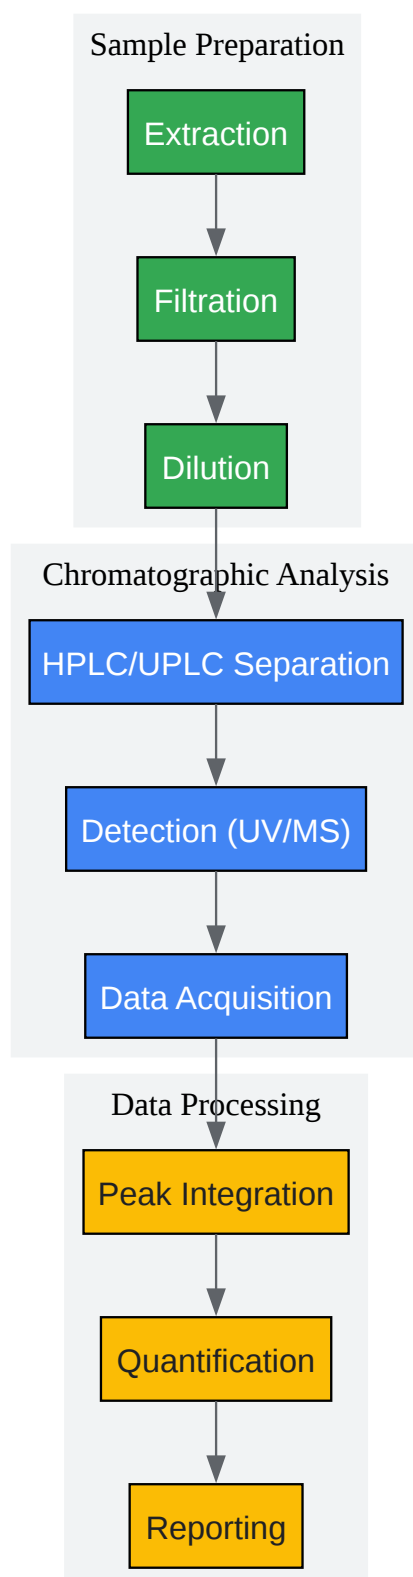 Sample Preparation
Extraction
Filtration
Dilution
Chromatographic Analysis
HPLC/UPLC Separation
Detection (UV/MS)
Data Acquisition
Data Processing
Peak Integration
Quantification
Reporting